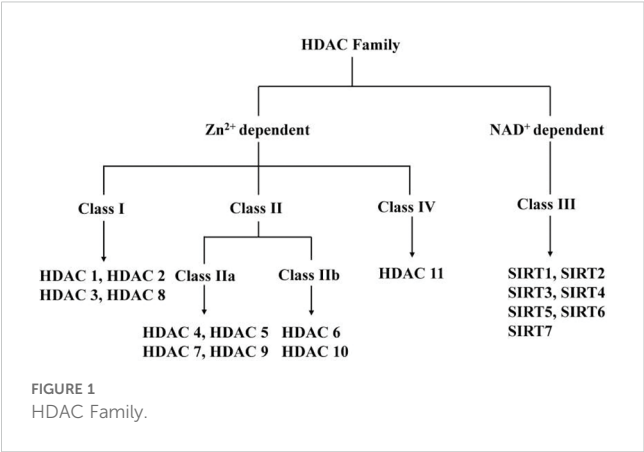 HDAC Family
Zn²⁺ dependent
NAD⁺ dependent
Class I
Class II
Class IV
Class III
HDAC 1, HDAC 2
HDAC 3, HDAC 8
Class IIa
Class IIb
HDAC 11
SIRT1, SIRT2
SIRT3, SIRT4
SIRT5, SIRT6
SIRT7
HDAC 4, HDAC 5
HDAC 7, HDAC 9
HDAC 6
HDAC 10
FIGURE 1
HDAC Family.